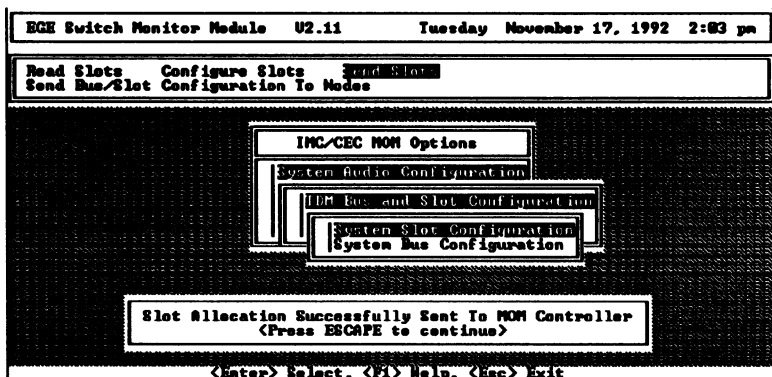 EGE Switch Monitor Module V2.11 Tuesday November 17, 1992 2:03 pm
Read Slots Configure Slots Send Slots
Send Bus/Slot Configuration To Nodes
IMC/CEC MOM Options
System Audio Configuration
TDM Bus and Slot Configuration
System Slot Configuration
System Bus Configuration
Slot Allocation Successfully Sent To MOM Controller
<Press ESCAPE to continue>
<Enter> Select, <F1> Help, <Esc> Exit